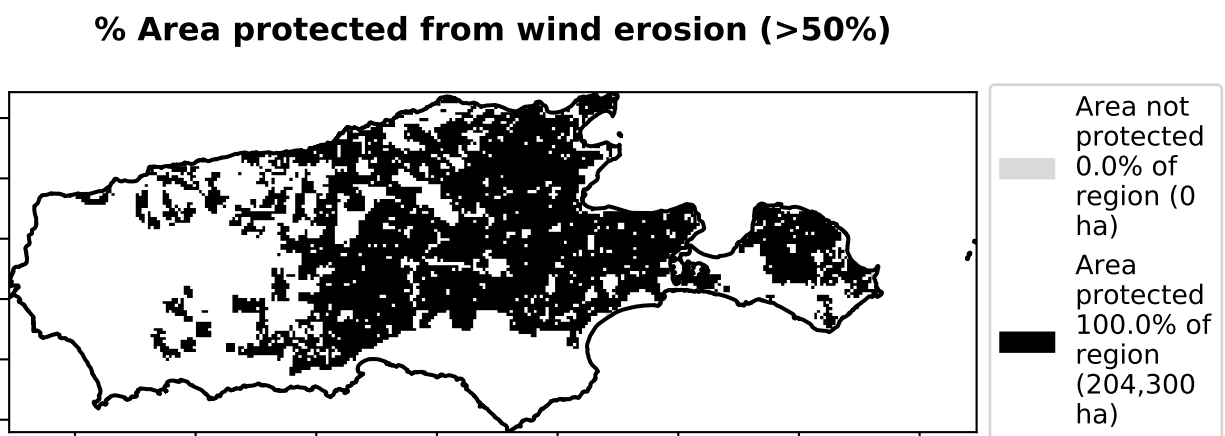 % Area protected from wind erosion (>50%)
Area not
protected
0.0% of
region (0
ha)
Area
protected
100.0% of
region
(204,300
ha)